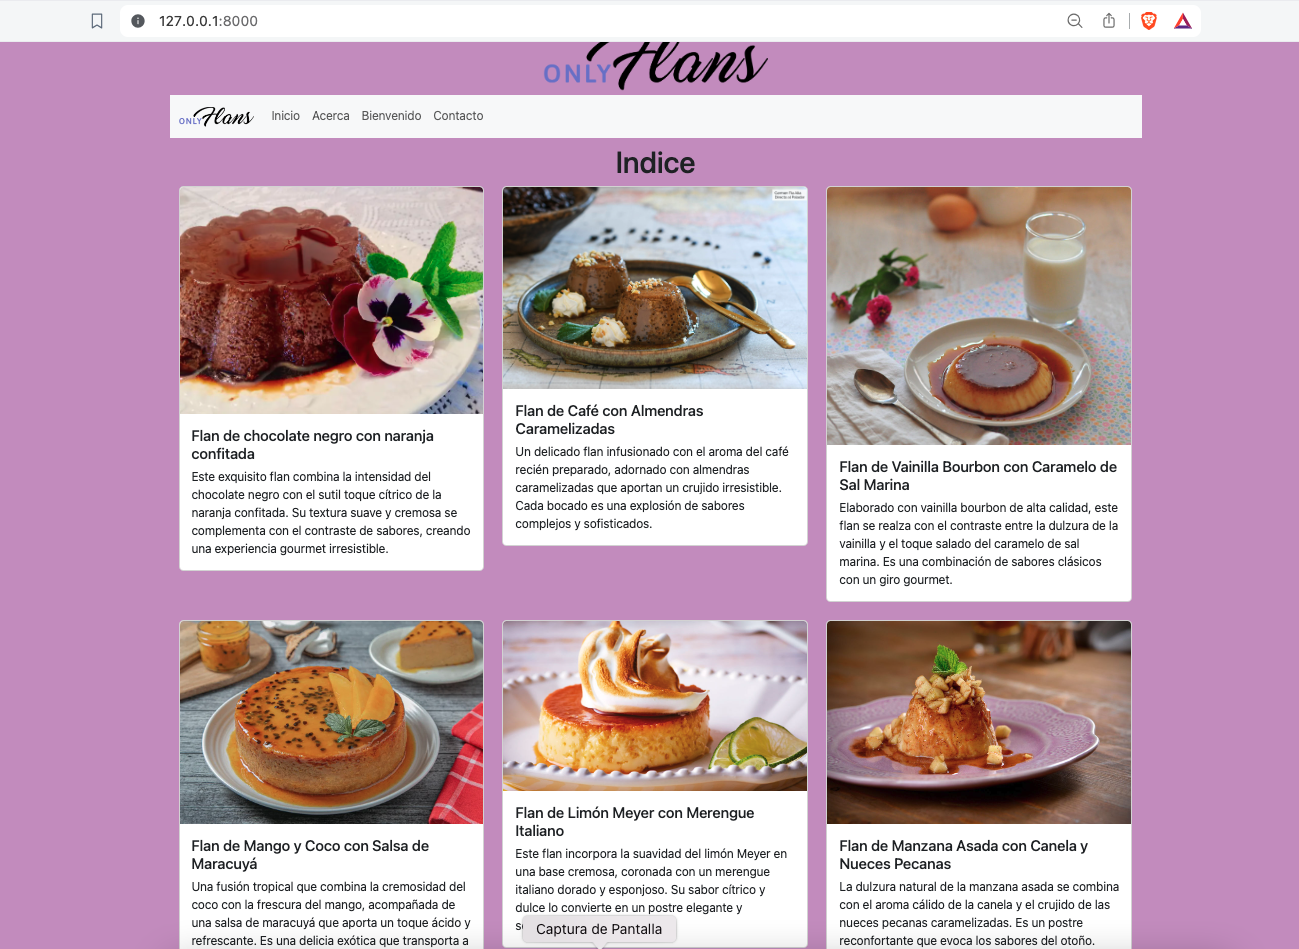 127.0.0.1:8000
ONLY Flans
ONLY Flans Inicio Acerca Bienvenido Contacto
Indice
Flan de chocolate negro con naranja
confitada
Este exquisito flan combina la intensidad del
chocolate negro con el sutil toque cítrico de la
naranja confitada. Su textura suave y cremosa se
complementa con el contraste de sabores, creando
una experiencia gourmet irresistible.
Flan de Café con Almendras
Caramelizadas
Un delicado flan infusionado con el aroma del café
recién preparado, adornado con almendras
caramelizadas que aportan un crujido irresistible.
Cada bocado es una explosión de sabores
complejos y sofisticados.
Flan de Vainilla Bourbon con Caramelo de
Sal Marina
Elaborado con vainilla bourbon de alta calidad, este
flan se realza con el contraste entre la dulzura de la
vainilla y el toque salado del caramelo de sal
marina. Es una combinación de sabores clásicos
con un giro gourmet.
Flan de Mango y Coco con Salsa de
Maracuyá
Una fusión tropical que combina la cremosidad del
coco con la frescura del mango, acompañada de
una salsa de maracuyá que aporta un toque ácido y
refrescante. Es una delicia exótica que transporta a
Flan de Limón Meyer con Merengue
Italiano
Este flan incorpora la suavidad del limón Meyer en
una base cremosa, coronada con un merengue
italiano dorado y esponjoso. Su sabor cítrico y
dulce lo convierte en un postre elegante y
Captura de Pantalla
Flan de Manzana Asada con Canela y
Nueces Pecanas
La dulzura natural de la manzana asada se combina
con el aroma cálido de la canela y el crujido de las
nueces pecanas caramelizadas. Es un postre
reconfortante que evoca los sabores del otoño.